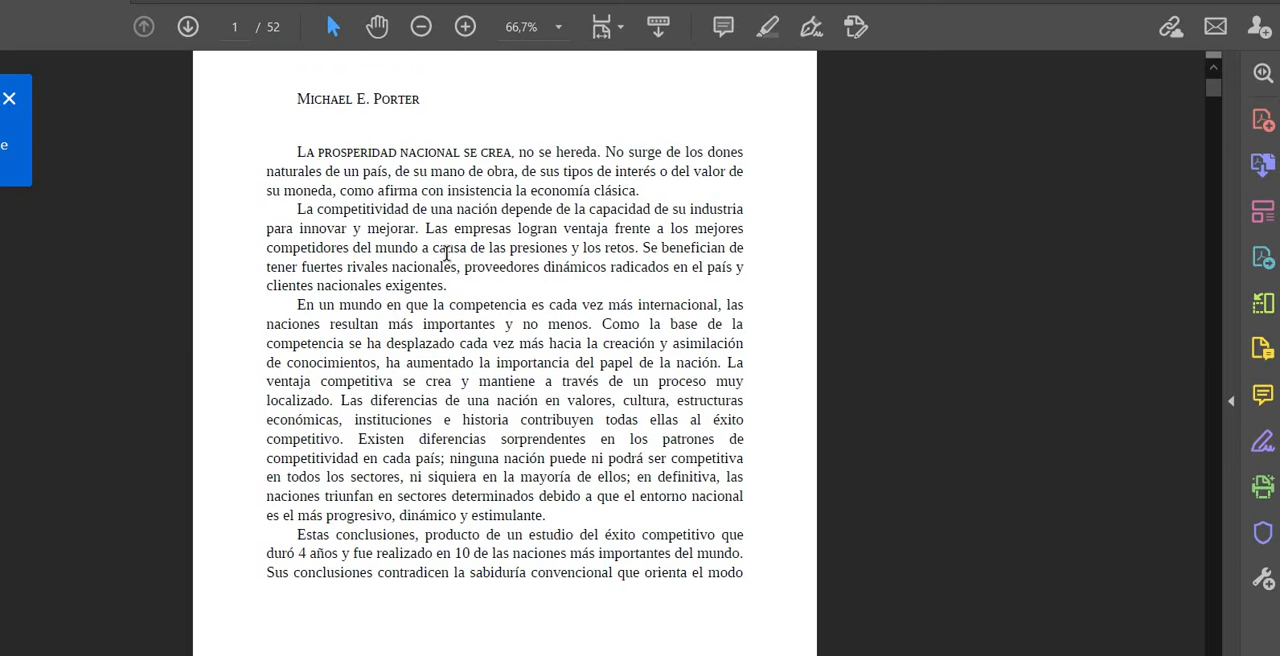 1 / 52
66,7%
e
MICHAEL E. PORTER
LA PROSPERIDAD NACIONAL SE CREA, no se hereda. No surge de los dones
naturales de un país, de su mano de obra, de sus tipos de interés o del valor de
su moneda, como afirma con insistencia la economía clásica.
La competitividad de una nación depende de la capacidad de su industria
para innovar y mejorar. Las empresas logran ventaja frente a los mejores
competidores del mundo a causa de las presiones y los retos. Se benefician de
tener fuertes rivales nacionales, proveedores dinámicos radicados en el país y
clientes nacionales exigentes.
En un mundo en que la competencia es cada vez más internacional, las
naciones resultan más importantes y no menos. Como la base de la
competencia se ha desplazado cada vez más hacia la creación y asimilación
de conocimientos, ha aumentado la importancia del papel de la nación. La
ventaja competitiva se crea y mantiene a través de un proceso muy
localizado. Las diferencias de una nación en valores, cultura, estructuras
económicas, instituciones e historia contribuyen todas ellas al éxito
competitivo. Existen diferencias sorprendentes en los patrones de
competitividad en cada país; ninguna nación puede ni podrá ser competitiva
en todos los sectores, ni siquiera en la mayoría de ellos; en definitiva, las
naciones triunfan en sectores determinados debido a que el entorno nacional
es el más progresivo, dinámico y estimulante.
Estas conclusiones, producto de un estudio del éxito competitivo que
duró 4 años y fue realizado en 10 de las naciones más importantes del mundo.
Sus conclusiones contradicen la sabiduría convencional que orienta el modo